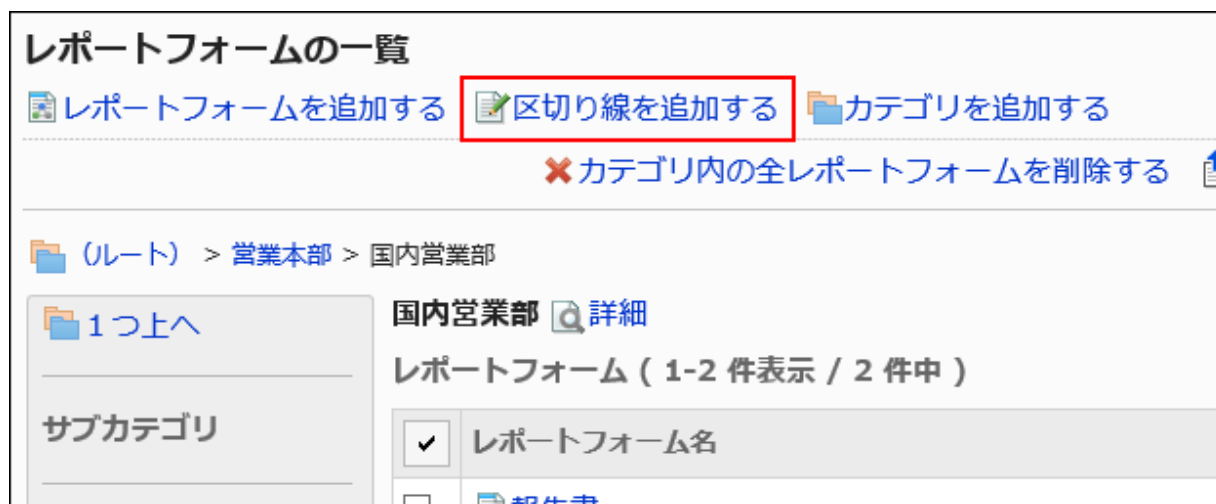 レポートフォームの一覧
レポートフォームを追加する 区切り線を追加する カテゴリを追加する
カテゴリ内の全レポートフォームを削除する
(ルート) > 営業本部 > 国内営業部
1つ上へ
サブカテゴリ
国内営業部 詳細
レポートフォーム ( 1-2 件表示 / 2 件中 )
レポートフォーム名
報告書